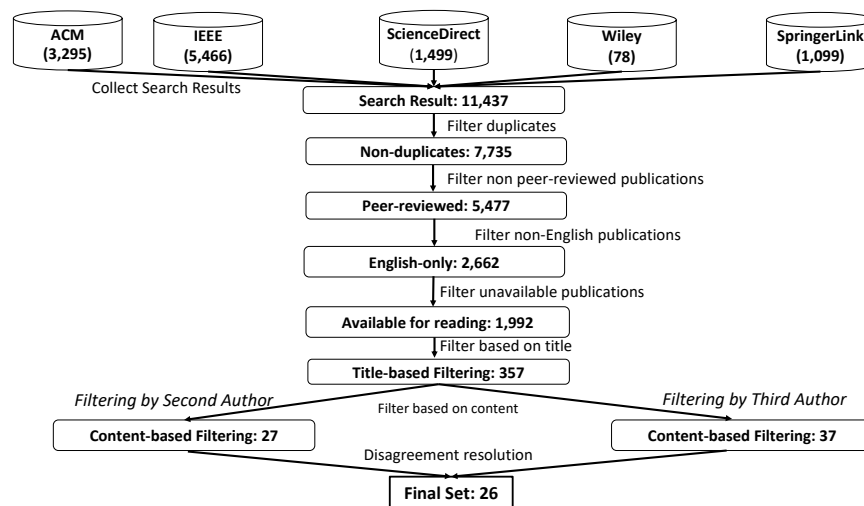 ACM
(3,295)
IEEE
(5,466)
ScienceDirect
(1,499)
Wiley
(78)
SpringerLink
(1,099)
Collect Search Results
Search Result: 11,437
Filter duplicates
Non-duplicates: 7,735
Filter non peer-reviewed publications
Peer-reviewed: 5,477
Filter non-English publications
English-only: 2,662
Filter unavailable publications
Available for reading: 1,992
Filter based on title
Title-based Filtering: 357
Filtering by Second Author
Filter based on content
Filtering by Third Author
Content-based Filtering: 27
Content-based Filtering: 37
Disagreement resolution
Final Set: 26